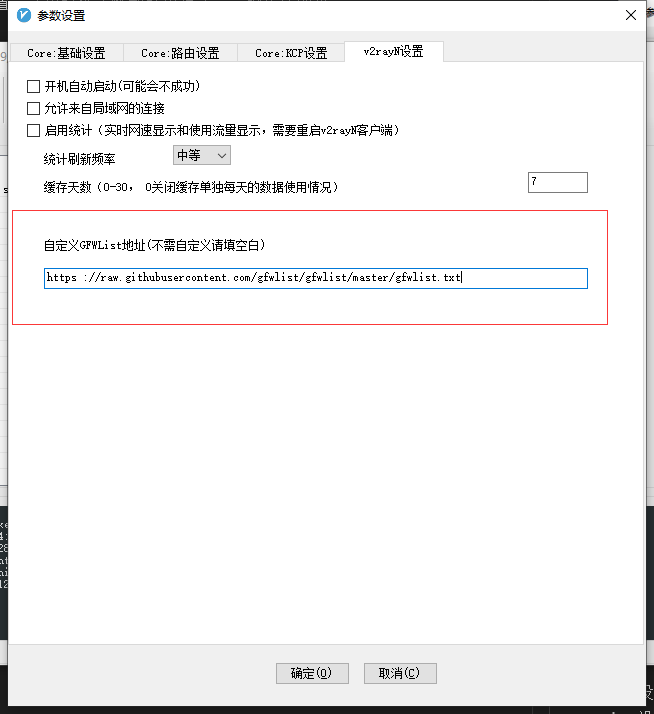 参数设置
Core:基础设置 Core:路由设置 Core:KCP设置 v2rayN设置
开机自动启动(可能会不成功)
允许来自局域网的连接
启用统计（实时网速显示和使用流量显示，需要重启v2rayN客户端）
统计刷新频率 中等
缓存天数（0-30， 0关闭缓存单独每天的数据使用情况） 7
自定义GFWList地址(不需自定义请填空白)
https ://raw.githubusercontent.com/gfwlist/gfwlist/master/gfwlist.txt
确定(O) 取消(C)